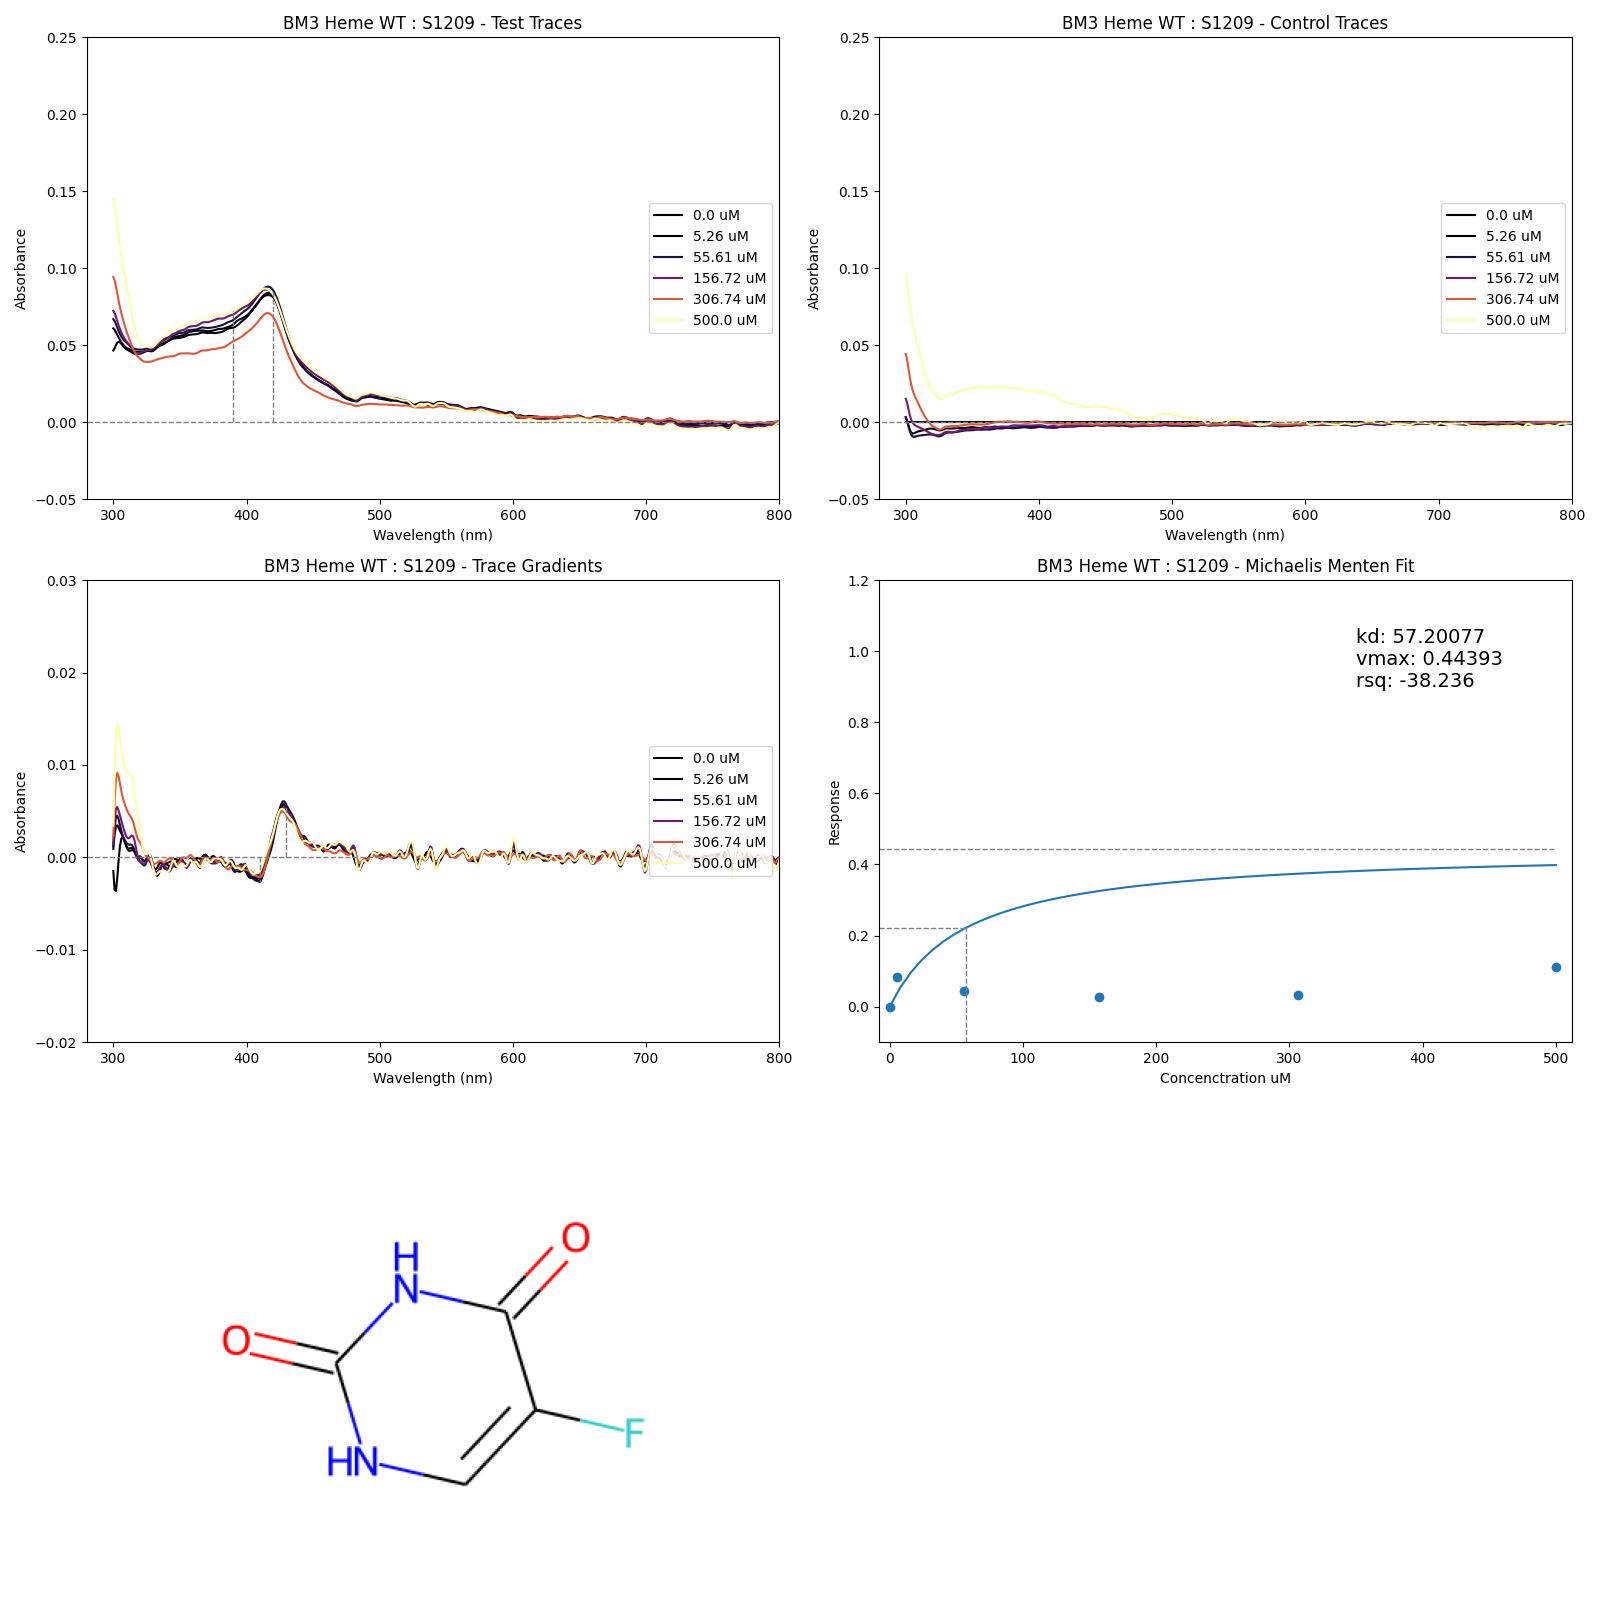 BM3 Heme WT : S1209 - Test Traces
0.25
0.20
0.15
0.10
0.05
0.00
−0.05
Absorbance
300
400
500
600
700
800
Wavelength (nm)
0.0 uM
5.26 uM
55.61 uM
156.72 uM
306.74 uM
500.0 uM
BM3 Heme WT : S1209 - Control Traces
0.25
0.20
0.15
0.10
0.05
0.00
−0.05
Absorbance
300
400
500
600
700
800
Wavelength (nm)
0.0 uM
5.26 uM
55.61 uM
156.72 uM
306.74 uM
500.0 uM
BM3 Heme WT : S1209 - Trace Gradients
0.03
0.02
0.01
0.00
−0.01
−0.02
Absorbance
300
400
500
600
700
800
Wavelength (nm)
0.0 uM
5.26 uM
55.61 uM
156.72 uM
306.74 uM
500.0 uM
BM3 Heme WT : S1209 - Michaelis Menten Fit
1.2
1.0
0.8
0.6
0.4
0.2
0.0
Response
kd: 57.20077
vmax: 0.44393
rsq: -38.236
0
100
200
300
400
500
Concenctration uM
H
N
O
O
HN
F